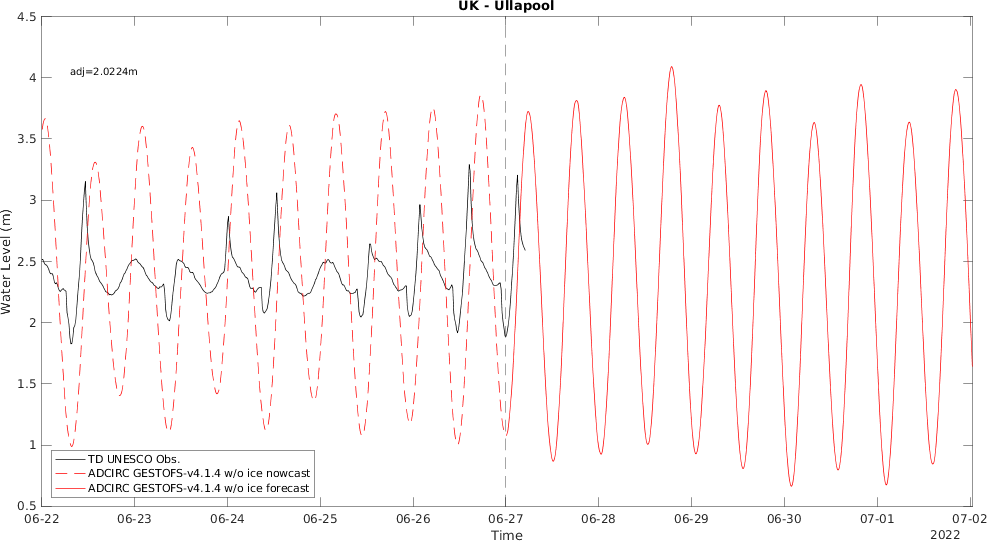 UK - Ullapool
4.5
4
3.5
3
2.5
2
1.5
1
0.5
Water Level (m)
adj=2.0224m
TD UNESCO Obs.
ADCIRC GESTOFS-v4.1.4 w/o ice nowcast
ADCIRC GESTOFS-v4.1.4 w/o ice forecast
06-22 06-23 06-24 06-25 06-26 06-27 06-28 06-29 06-30 07-01 07-02
Time
2022